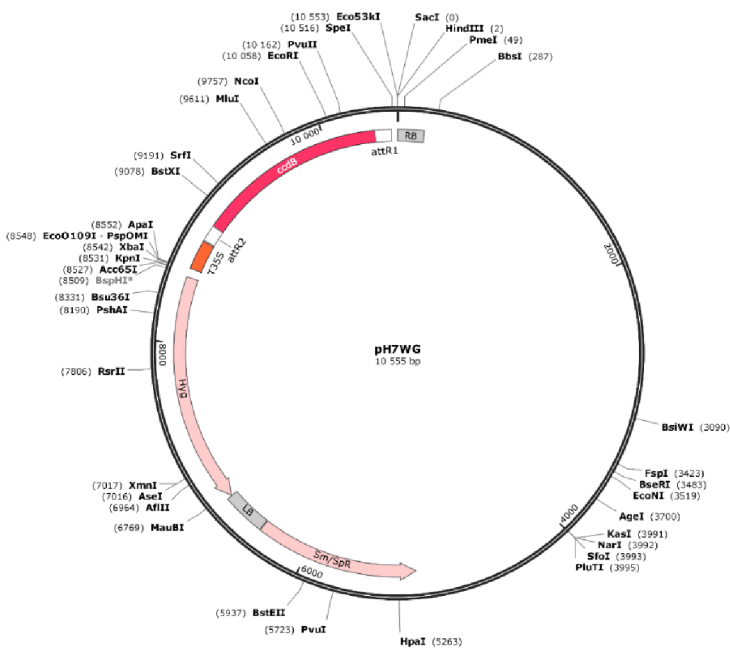 (10 553) Eco53kI
(10 516) SpeI
(10 162) PvuII
(10 058) EcoRI
(9757) NcoI
(9611) MluI
(9191) SrfI
(9078) BstXI
(8552) ApaI
(8548) EcoO109I - PspOMI
(8542) XbaI
(8531) KpnI
(8527) Acc65I
(8509) BspHI*
(8331) Bsu36I
(8190) PshAI
(7806) RsrII
(7017) XmnI
(7016) AseI
(6964) AflII
(6769) MauBI
(5937) BstEII
(5723) PvuI
SacI (0)
HindIII (2)
PmeI (49)
BbsI (287)
BsiWI (3090)
FspI (3423)
BseRI (3483)
EcoNI (3519)
AgeI (3700)
KasI (3991)
NarI (3992)
SfoI (3993)
PluTI (3995)
HpaI (5263)
10 000
2000
4000
6000
8000
RB
attR1
ccdB
attR2
T35S
Hyg
LB
Sm/SpR
pH7WG
10 555 bp